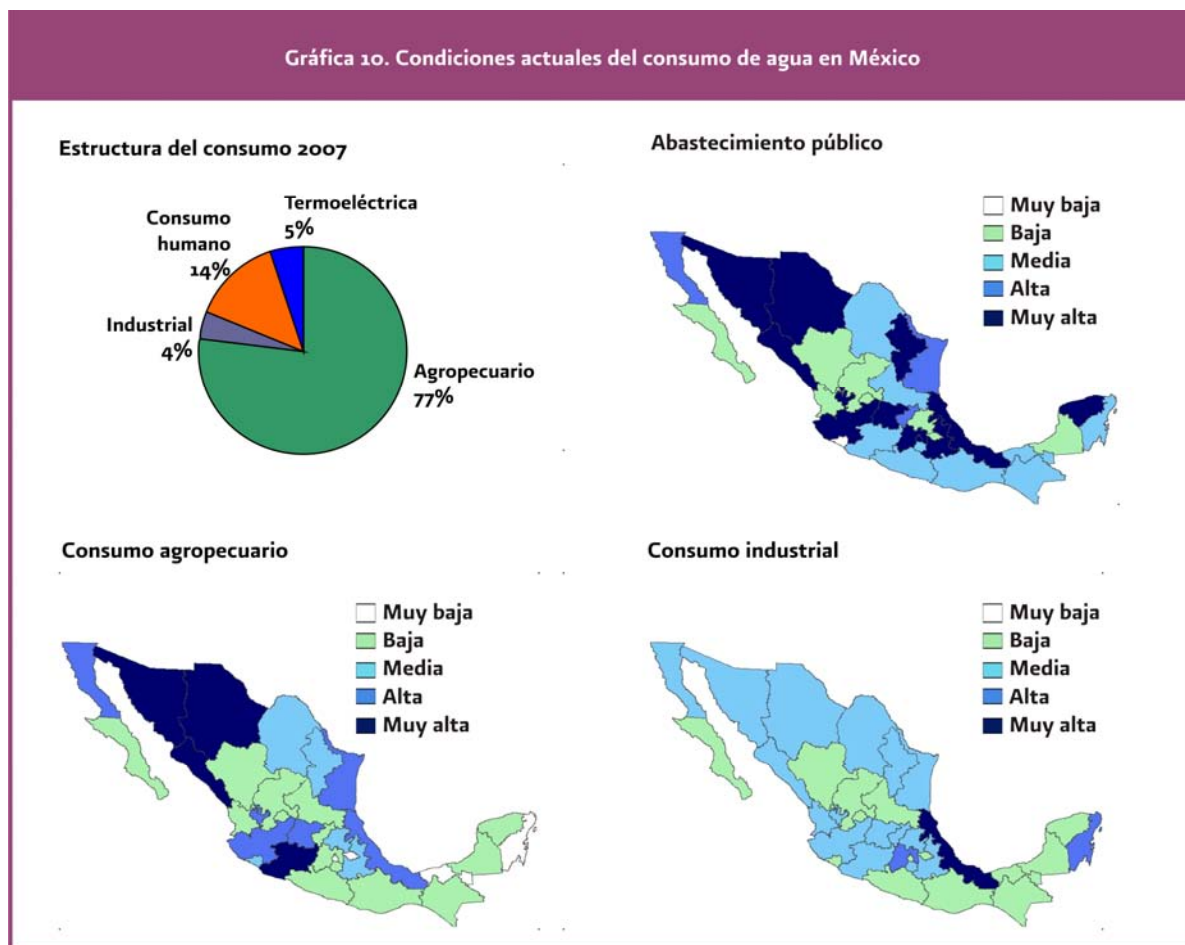 Gráfica 10. Condiciones actuales del consumo de agua en México
Estructura del consumo 2007
Termoeléctrica
5%
Consumo
humano
14%
Industrial
4%
Agropecuario
77%
Abastecimiento público
Muy baja
Baja
Media
Alta
Muy alta
Consumo agropecuario
Muy baja
Baja
Media
Alta
Muy alta
Consumo industrial
Muy baja
Baja
Media
Alta
Muy alta